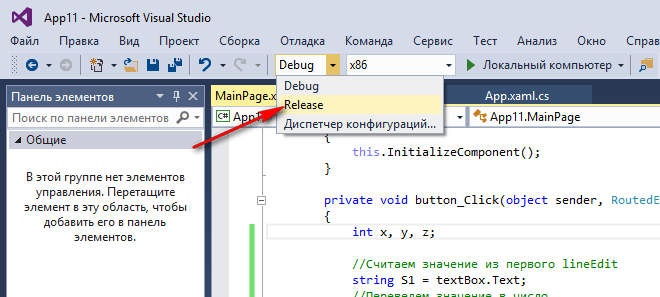 App11 - Microsoft Visual Studio
Файл Правка Вид Проект Сборка Отладка Команда Сервис Тест Анализ Окно
Debug x86 Локальный компьютер
Debug
Release
Диспетчер конфигураций...
Панель элементов
Поиск по панели элементов
Общие
В этой группе нет элементов
управления. Перетащите
элемент в эту область, чтобы
добавить его в панель
элементов.
MainPage.x App.xaml.cs
C# App1 App11.MainPage
{
this.InitializeComponent();
}
private void button_Click(object sender, RoutedE
{
int x, y, z;
//Считаем значение из первого lineEdit
string S1 = textBox.Text;
//Переведем значение в число